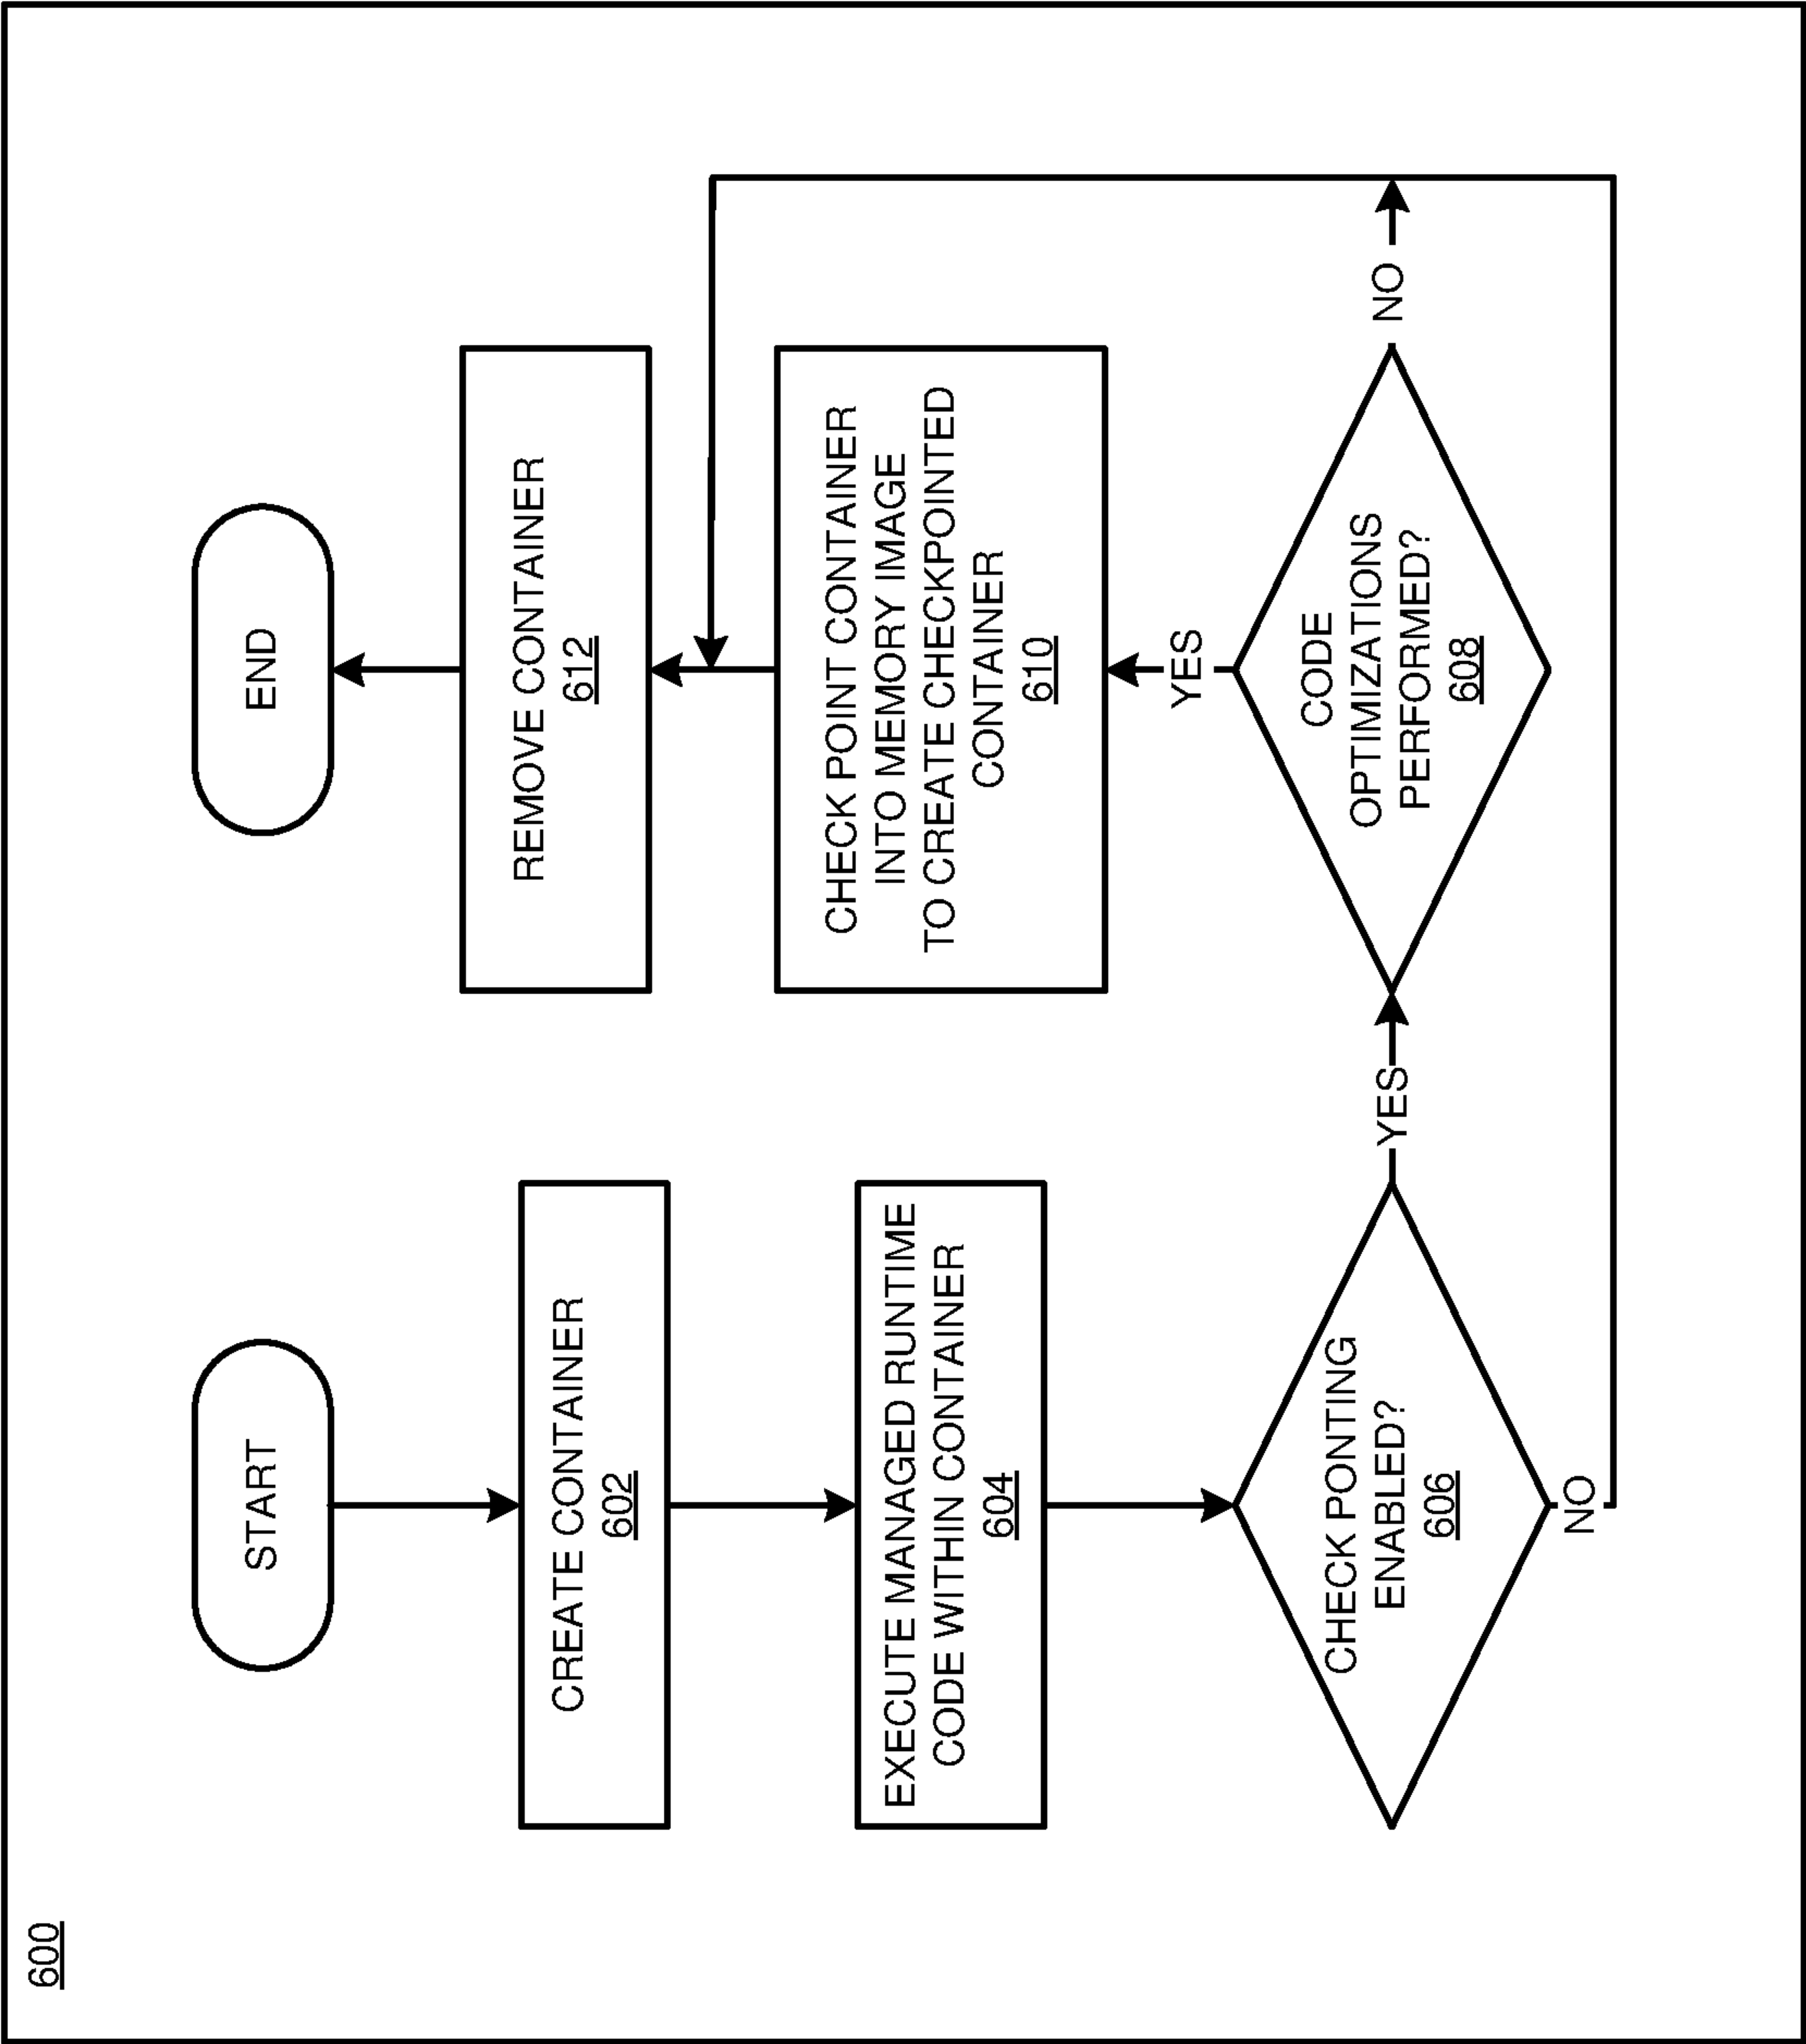 600
START
CREATE CONTAINER
602
EXECUTE MANAGED RUNTIME
CODE WITHIN CONTAINER
604
CHECK PONTING
ENABLED?
606
YES
NO
CODE
OPTIMIZATIONS
PERFORMED?
608
NO
YES
CHECK POINT CONTAINER
INTO MEMORY IMAGE
TO CREATE CHECKPOINTED
CONTAINER
610
REMOVE CONTAINER
612
END